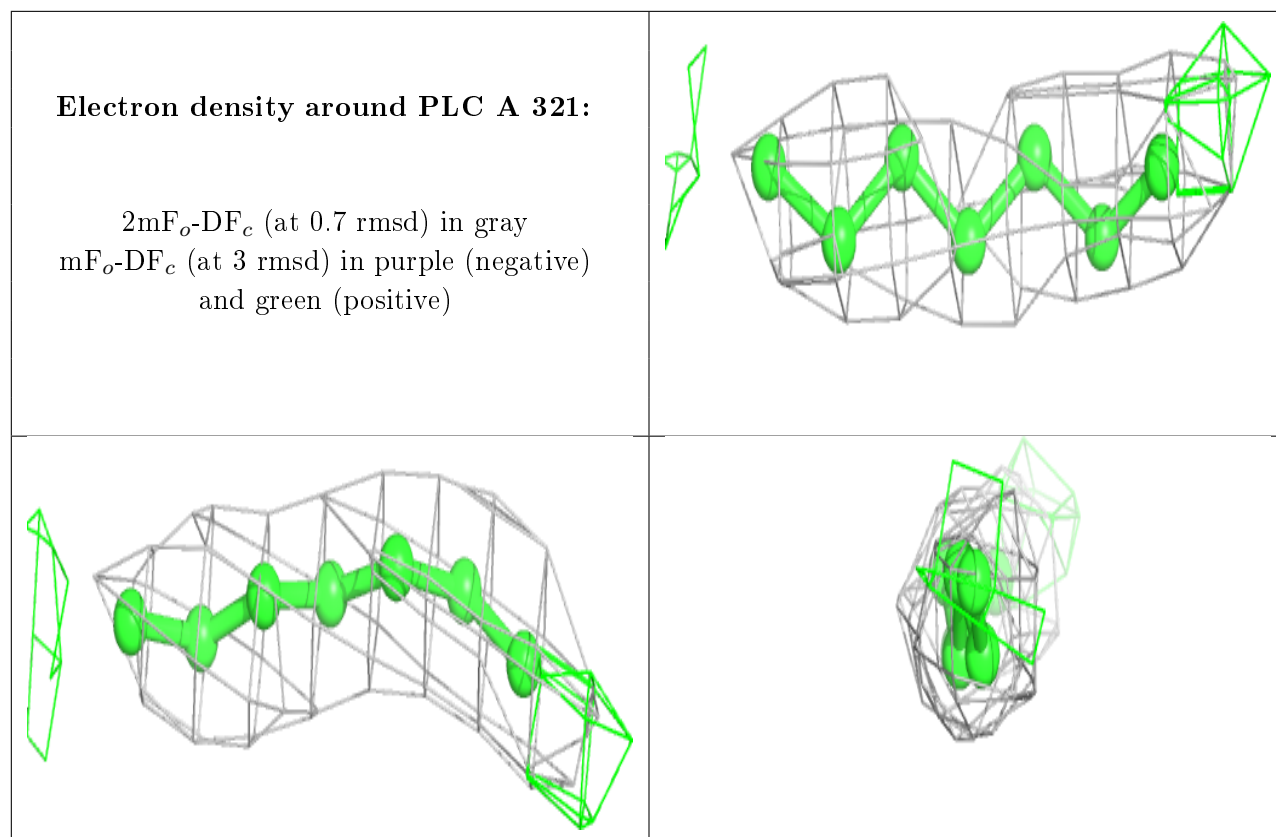 Electron density around PLC A 321:
2mFₒ-DF𝒸 (at 0.7 rmsd) in gray
mFₒ-DF𝒸 (at 3 rmsd) in purple (negative)
and green (positive)